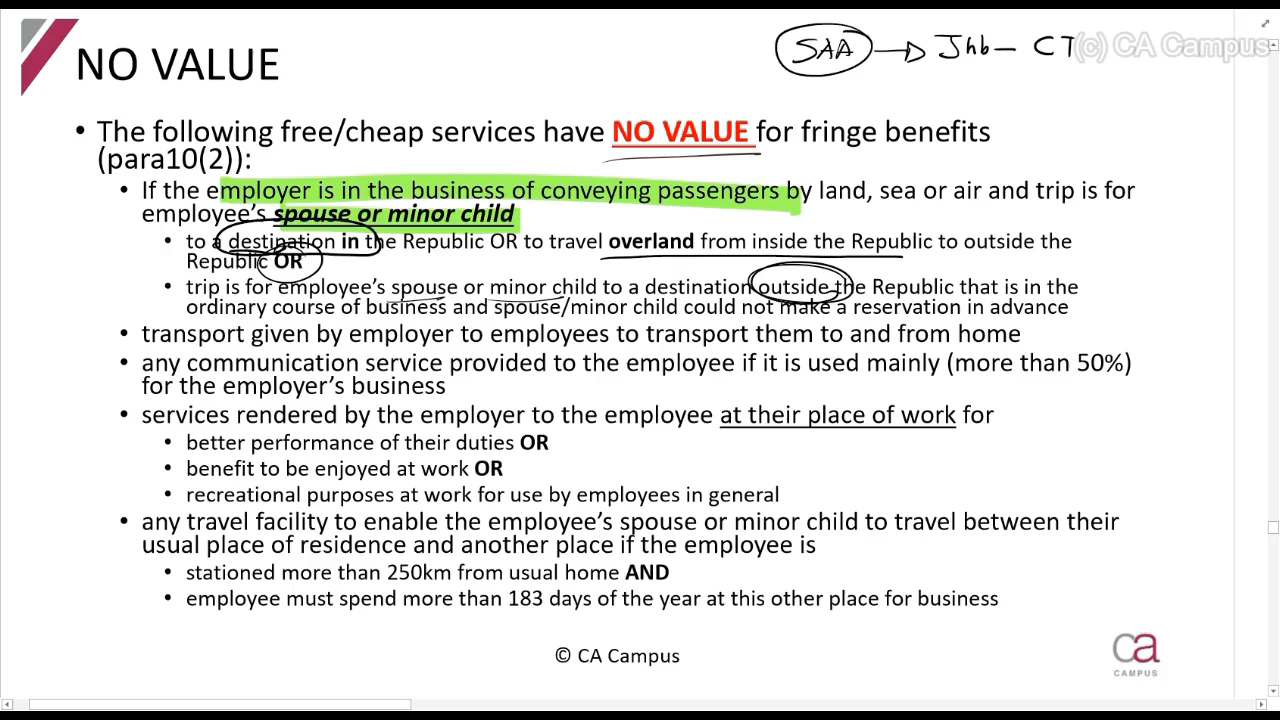 SAA → Jhb – CT
(c) CA Campus
NO VALUE
• The following free/cheap services have NO VALUE for fringe benefits
(para10(2)):
• If the employer is in the business of conveying passengers by land, sea or air and trip is for
employee's spouse or minor child
• to a destination in the Republic OR to travel overland from inside the Republic to outside the
Republic OR
• trip is for employee's spouse or minor child to a destination outside the Republic that is in the
ordinary course of business and spouse/minor child could not make a reservation in advance
• transport given by employer to employees to transport them to and from home
• any communication service provided to the employee if it is used mainly (more than 50%)
for the employer's business
• services rendered by the employer to the employee at their place of work for
• better performance of their duties OR
• benefit to be enjoyed at work OR
• recreational purposes at work for use by employees in general
• any travel facility to enable the employee's spouse or minor child to travel between their
usual place of residence and another place if the employee is
• stationed more than 250km from usual home AND
• employee must spend more than 183 days of the year at this other place for business
© CA Campus
ca
CAMPUS